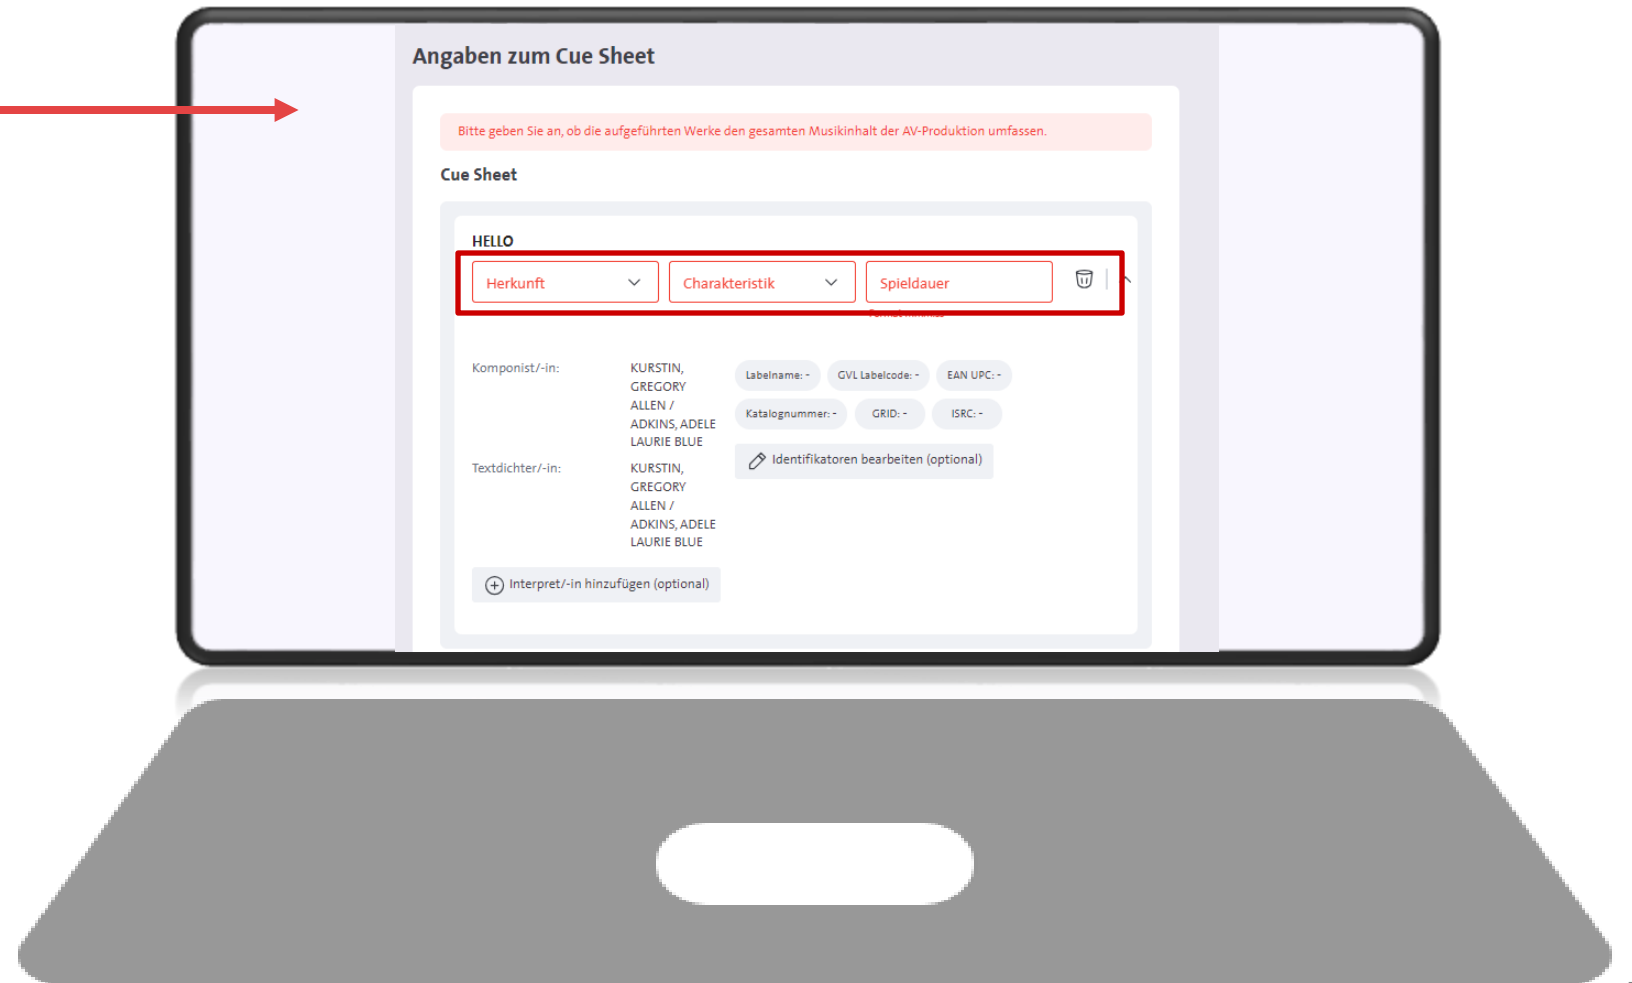 Angaben zum Cue Sheet
Bitte geben Sie an, ob die aufgeführten Werke den gesamten Musikinhalt der AV-Produktion umfassen.
Cue Sheet
HELLO
Herkunft Charakteristik Spieldauer
Komponist/-in: KURSTIN,
GREGORY
ALLEN /
ADKINS, ADELE
LAURIE BLUE
Labelname: - GVL Labelcode: - EAN UPC: -
Katalognummer: - GRID: - ISRC: -
Identifikatoren bearbeiten (optional)
Textdichter/-in: KURSTIN,
GREGORY
ALLEN /
ADKINS, ADELE
LAURIE BLUE
Interpret/-in hinzufügen (optional)